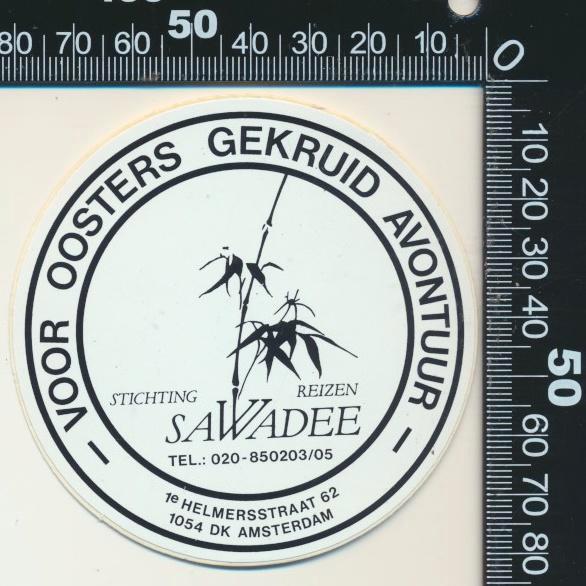 50
80 70 60 40 30 20 10 0
– VOOR OOSTERS GEKRUID AVONTUUR –
STICHTING REIZEN
SAWADEE
TEL.: 020-850203/05
1e HELMERSSTRAAT 62
1054 DK AMSTERDAM
10
20
30
40
50
60
70
80